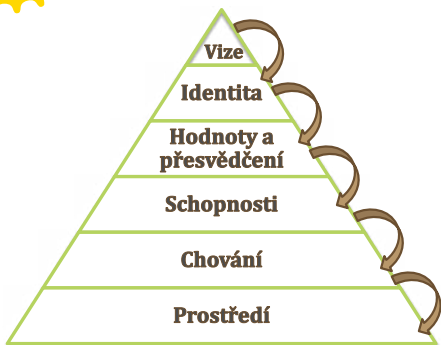 Vize
Identita
Hodnoty a
přesvědčení
Schopnosti
Chování
Prostředí